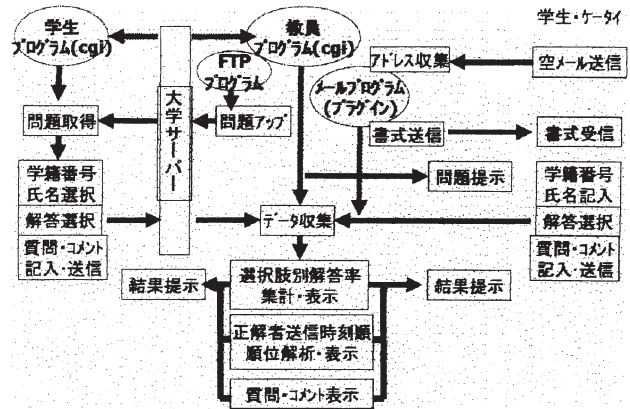 学生・ケータイ
学生
プログラム(cgi)
教員
プログラム(cgi)
FTP
プログラム
アドレス収集
空メール送信
メールプログラム
(プラグイン)
大学サーバー
問題取得
問題アップ
書式送信
書式受信
学籍番号
氏名選択
問題提示
学籍番号
氏名記入
解答選択
データ収集
解答選択
質問・コメント
記入・送信
質問・コメント
記入・送信
結果提示
選択肢別解答率
集計・表示
結果提示
正解者送信時刻順
順位解析・表示
質問・コメント表示